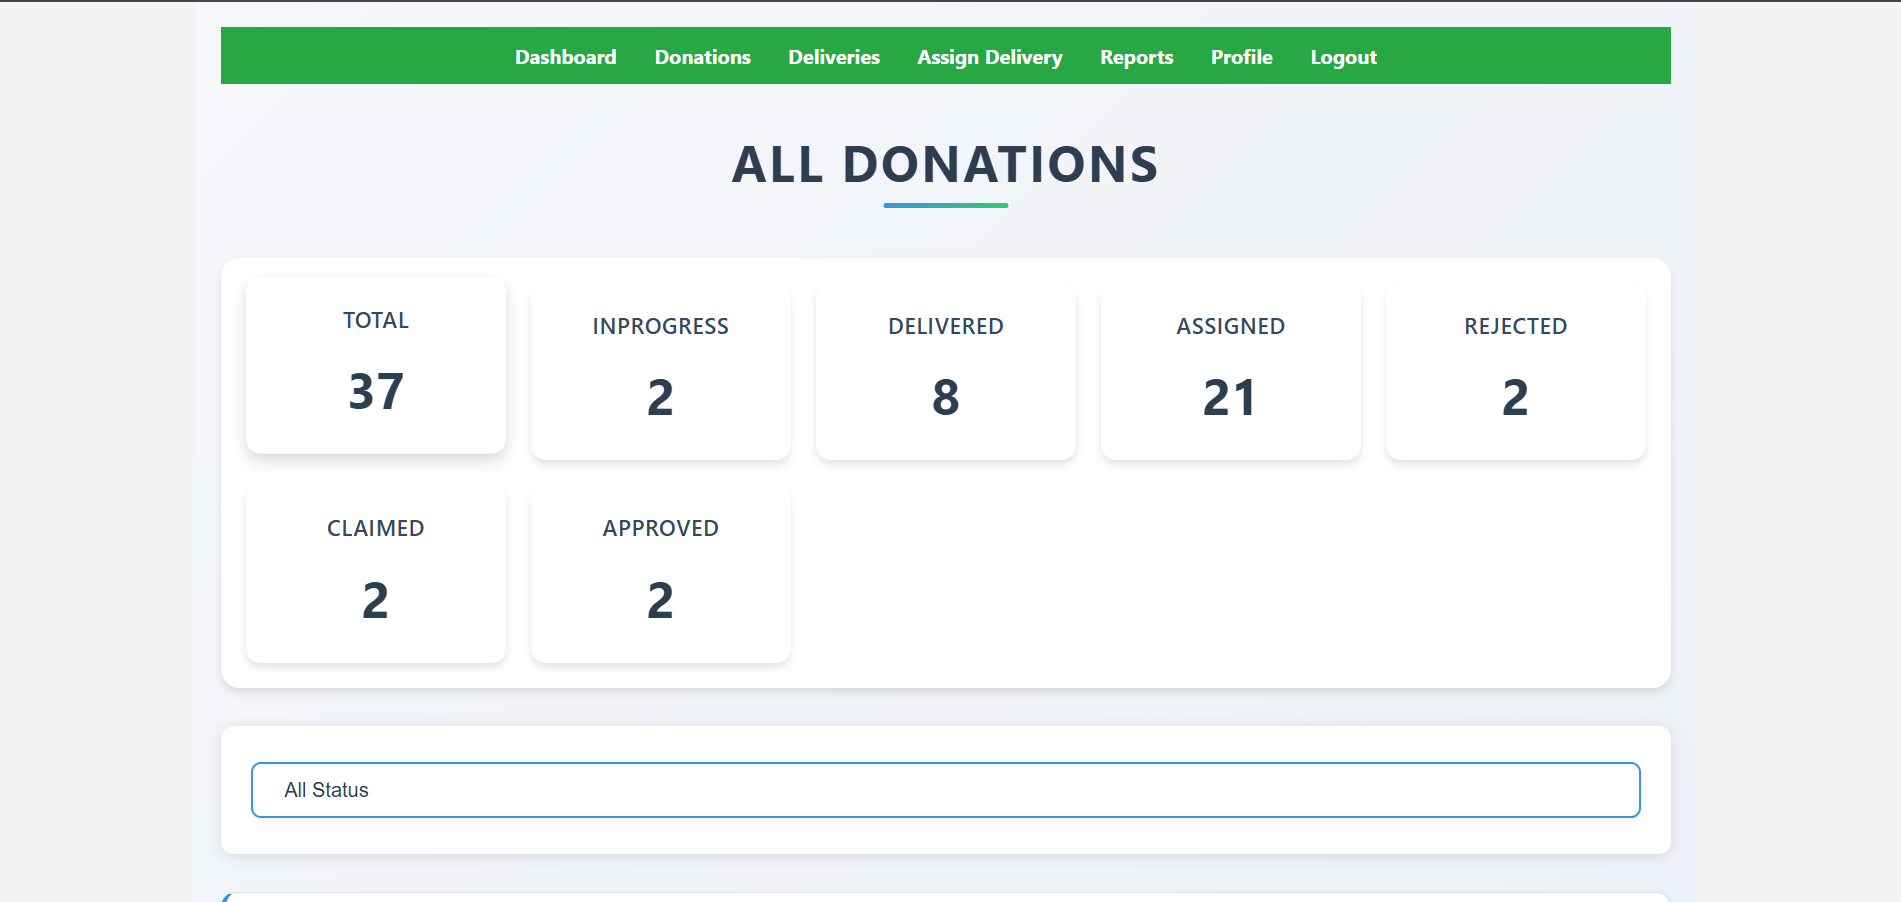 Dashboard Donations Deliveries Assign Delivery Reports Profile Logout
ALL DONATIONS
TOTAL INPROGRESS DELIVERED ASSIGNED REJECTED
37 2 8 21 2
CLAIMED APPROVED
2 2
All Status